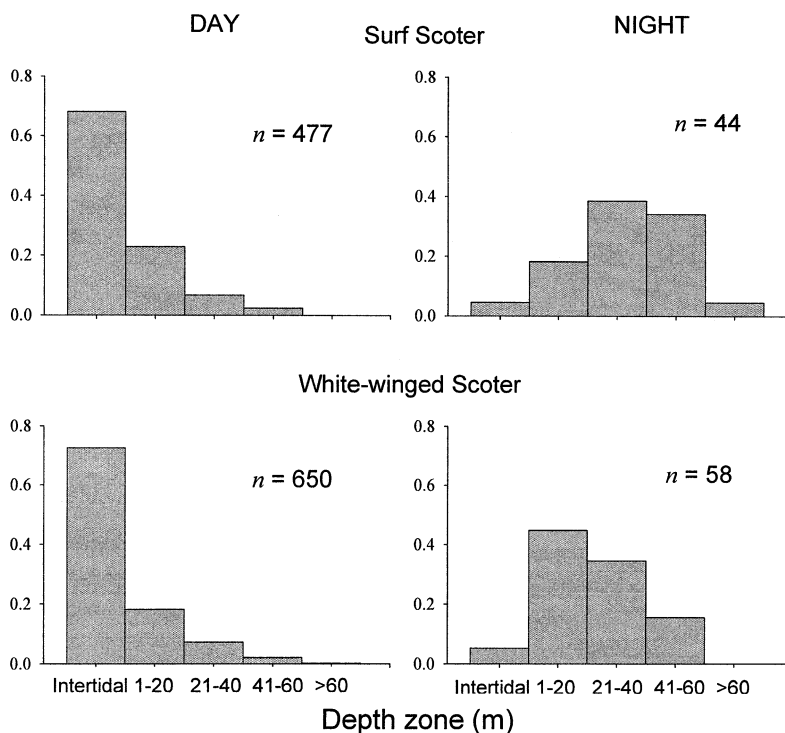 DAY
Surf Scoter
NIGHT
0.8
0.6
0.4
0.2
0.0
n = 477
0.8
0.6
0.4
0.2
0.0
n = 44
White-winged Scoter
0.8
0.6
0.4
0.2
0.0
n = 650
Intertidal 1-20 21-40 41-60 >60
0.8
0.6
0.4
0.2
0.0
n = 58
Intertidal 1-20 21-40 41-60 >60
Depth zone (m)